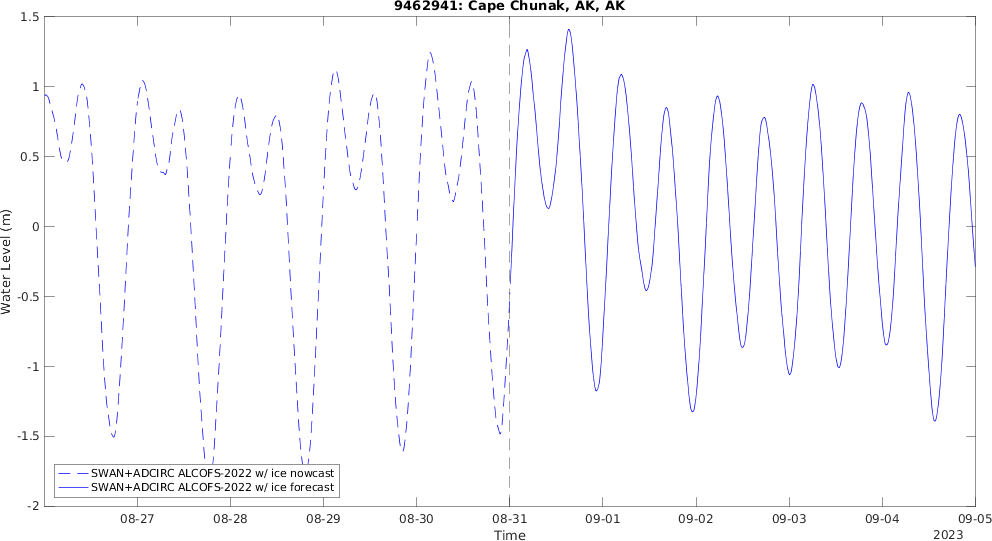 9462941: Cape Chunak, AK, AK
1.5
1
0.5
0
-0.5
-1
-1.5
-2
Water Level (m)
SWAN+ADCIRC ALCOFS-2022 w/ ice nowcast
SWAN+ADCIRC ALCOFS-2022 w/ ice forecast
08-27 08-28 08-29 08-30 08-31 09-01 09-02 09-03 09-04 09-05
Time
2023